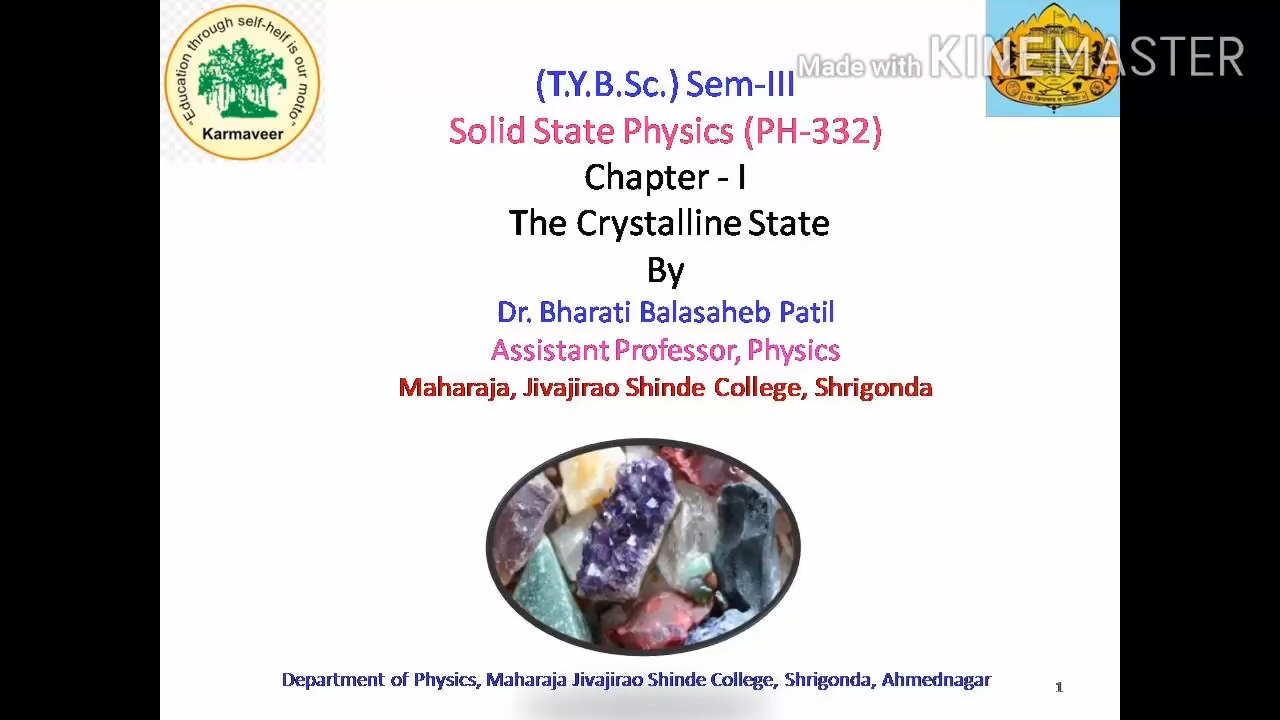 "Education through self-help is our motto"
Karmaveer
Made with KINEMASTER
(T.Y.B.Sc.) Sem-III
Solid State Physics (PH-332)
Chapter - I
The Crystalline State
By
Dr. Bharati Balasaheb Patil
Assistant Professor, Physics
Maharaja, Jivajirao Shinde College, Shrigonda
Department of Physics, Maharaja Jivajirao Shinde College, Shrigonda, Ahmednagar
1